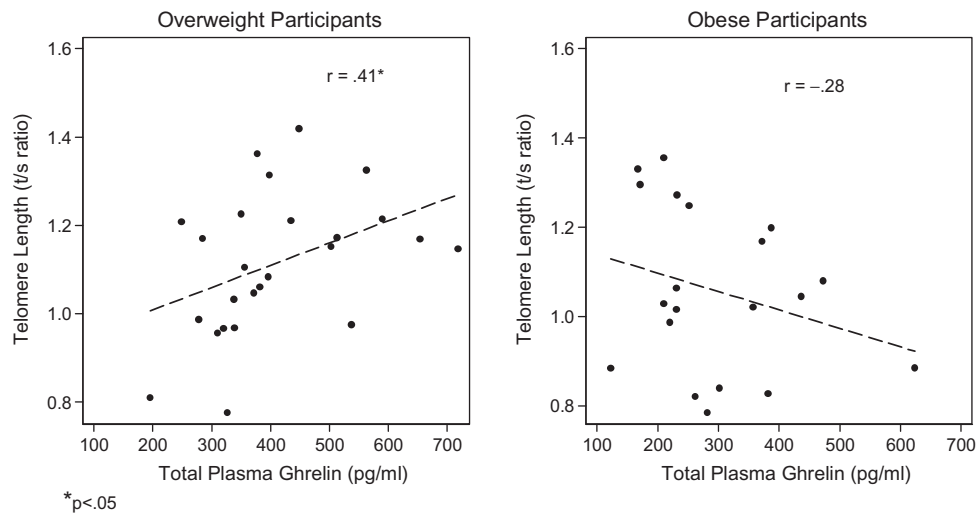 Overweight Participants
1.6
1.4
1.2
1.0
0.8
Telomere Length (t/s ratio)
r = .41*
100 200 300 400 500 600 700
Total Plasma Ghrelin (pg/ml)
*p<.05
Obese Participants
1.6
1.4
1.2
1.0
0.8
Telomere Length (t/s ratio)
r = –.28
100 200 300 400 500 600 700
Total Plasma Ghrelin (pg/ml)